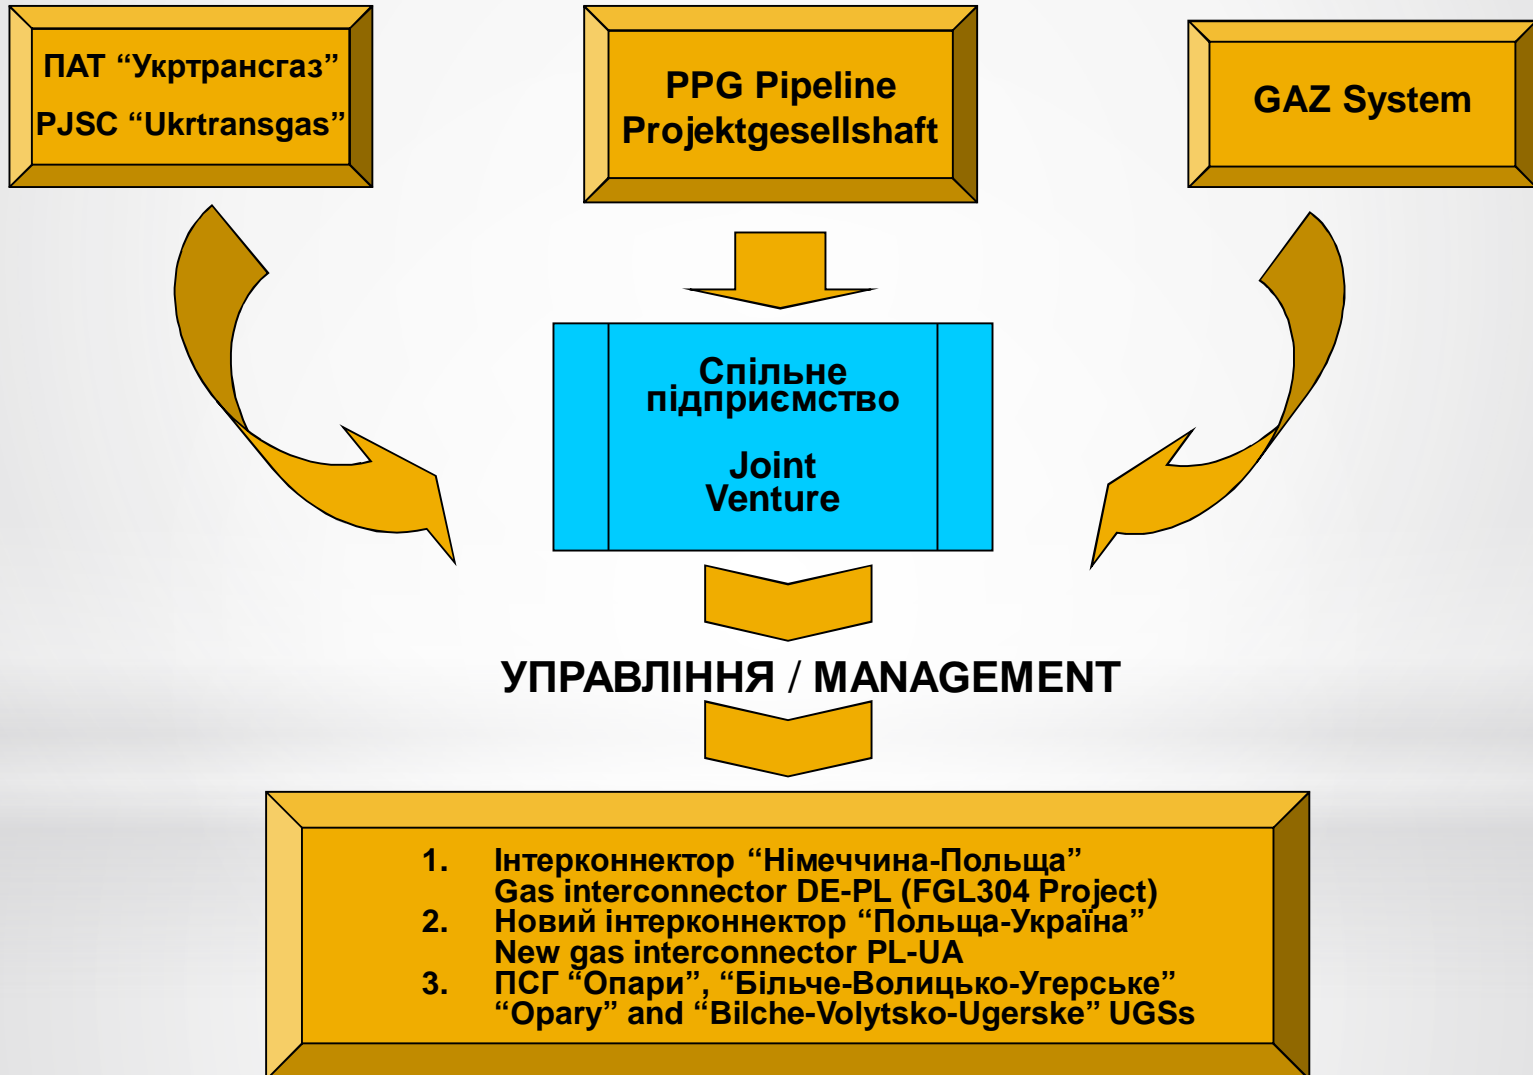 ПАТ “Укртрансгаз”
PJSC “Ukrtransgas”
PPG Pipeline
Projektgesellshaft
GAZ System
Спільне
підприємство
Joint
Venture
УПРАВЛІННЯ / MANAGEMENT
1. Інтерконнектор “Німеччина-Польща”
Gas interconnector DE-PL (FGL304 Project)
2. Новий інтерконнектор “Польща-Україна”
New gas interconnector PL-UA
3. ПСГ “Опари”, “Більче-Волицько-Угерське”
“Opary” and “Bilche-Volytsko-Ugerske” UGSs